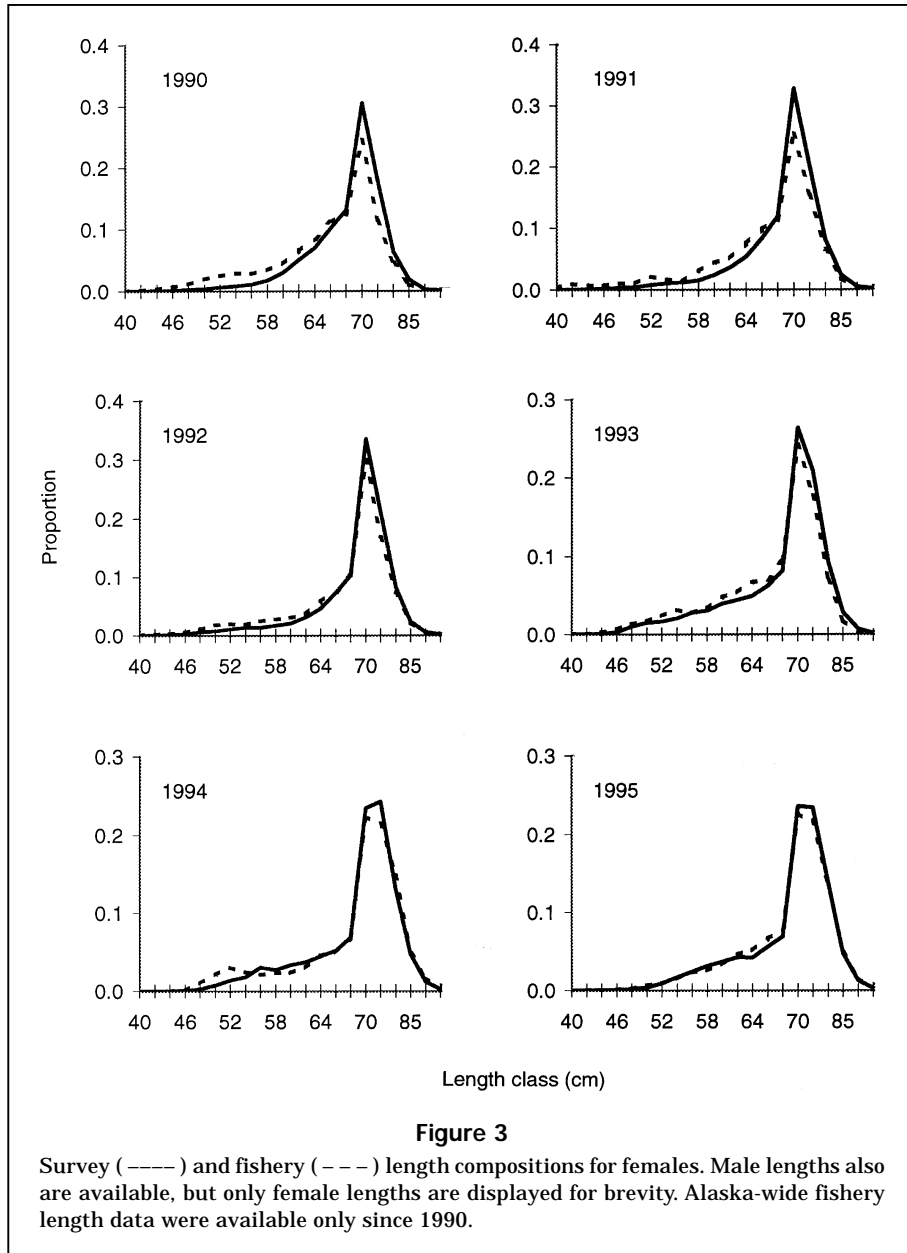 0.4
0.3
0.2
0.1
0.0
1990
40 46 52 58 64 70 85
0.4
0.3
0.2
0.1
0.0
1991
40 46 52 58 64 70 85
Proportion
0.4
0.3
0.2
0.1
0.0
1992
40 46 52 58 64 70 85
0.3
0.2
0.1
0.0
1993
40 46 52 58 64 70 85
0.3
0.2
0.1
0.0
1994
40 46 52 58 64 70 85
0.3
0.2
0.1
0.0
1995
40 46 52 58 64 70 85
Length class (cm)
Figure 3
Survey ( –––– ) and fishery ( – – – ) length compositions for females. Male lengths also
are available, but only female lengths are displayed for brevity. Alaska-wide fishery
length data were available only since 1990.